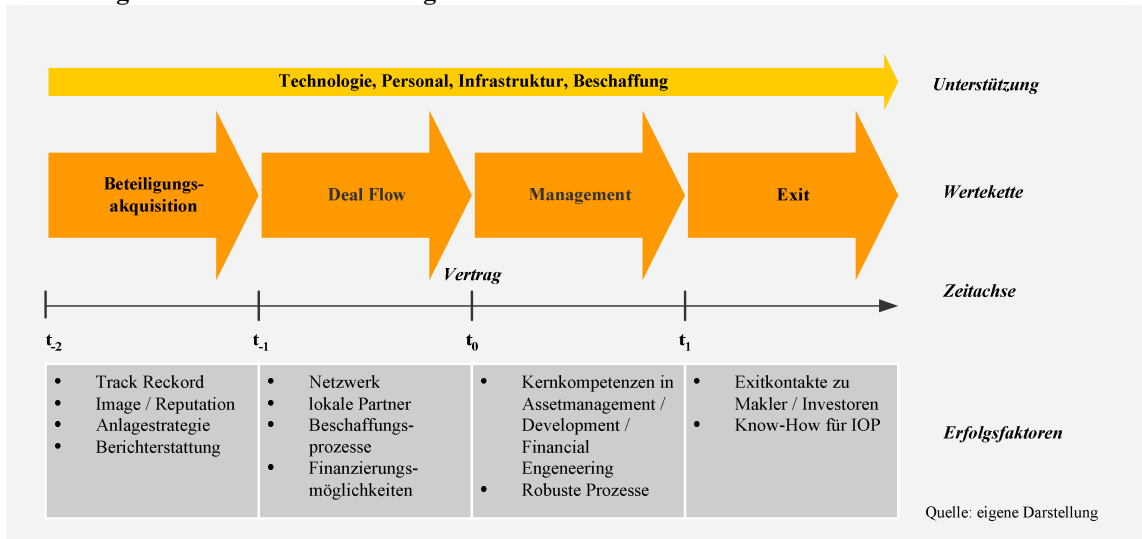 Technologie, Personal, Infrastruktur, Beschaffung
Unterstützung
Beteiligungs-
akquisition
Deal Flow
Management
Exit
Wertekette
Vertrag
Zeitachse
t-2
t-1
t0
t1
• Track Reckord
• Image / Reputation
• Anlagestrategie
• Berichterstattung
• Netzwerk
• lokale Partner
• Beschaffungs-
prozesse
• Finanzierungs-
möglichkeiten
• Kernkompetenzen in
Assetmanagement /
Development /
Financial
Engeneering
• Robuste Prozesse
• Exitkontakte zu
Makler / Investoren
• Know-How für IOP
Erfolgsfaktoren
Quelle: eigene Darstellung